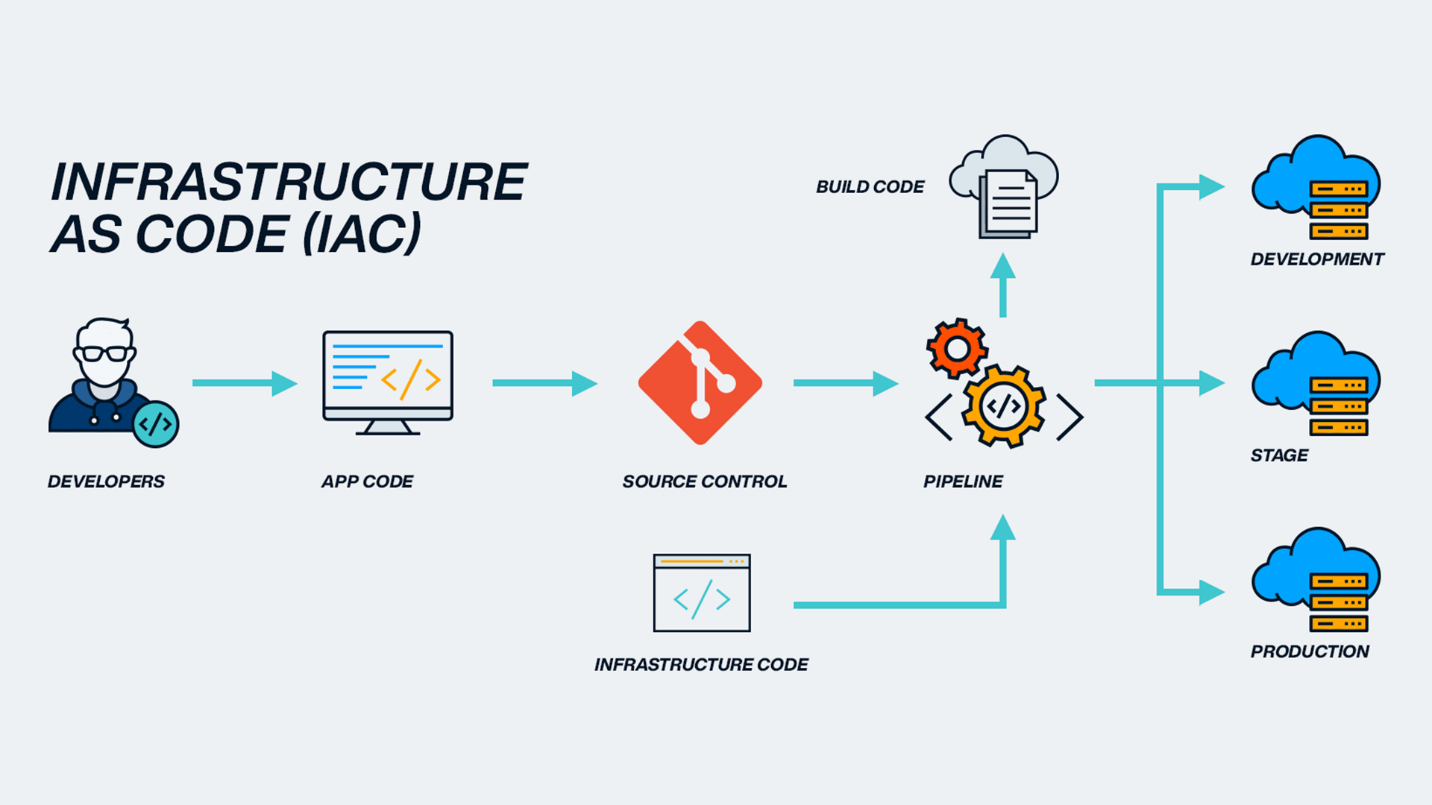 INFRASTRUCTURE
AS CODE (IAC)
BUILD CODE
DEVELOPMENT
</>
</>
</>
STAGE
DEVELOPERS
APP CODE
SOURCE CONTROL
PIPELINE
</>
INFRASTRUCTURE CODE
PRODUCTION